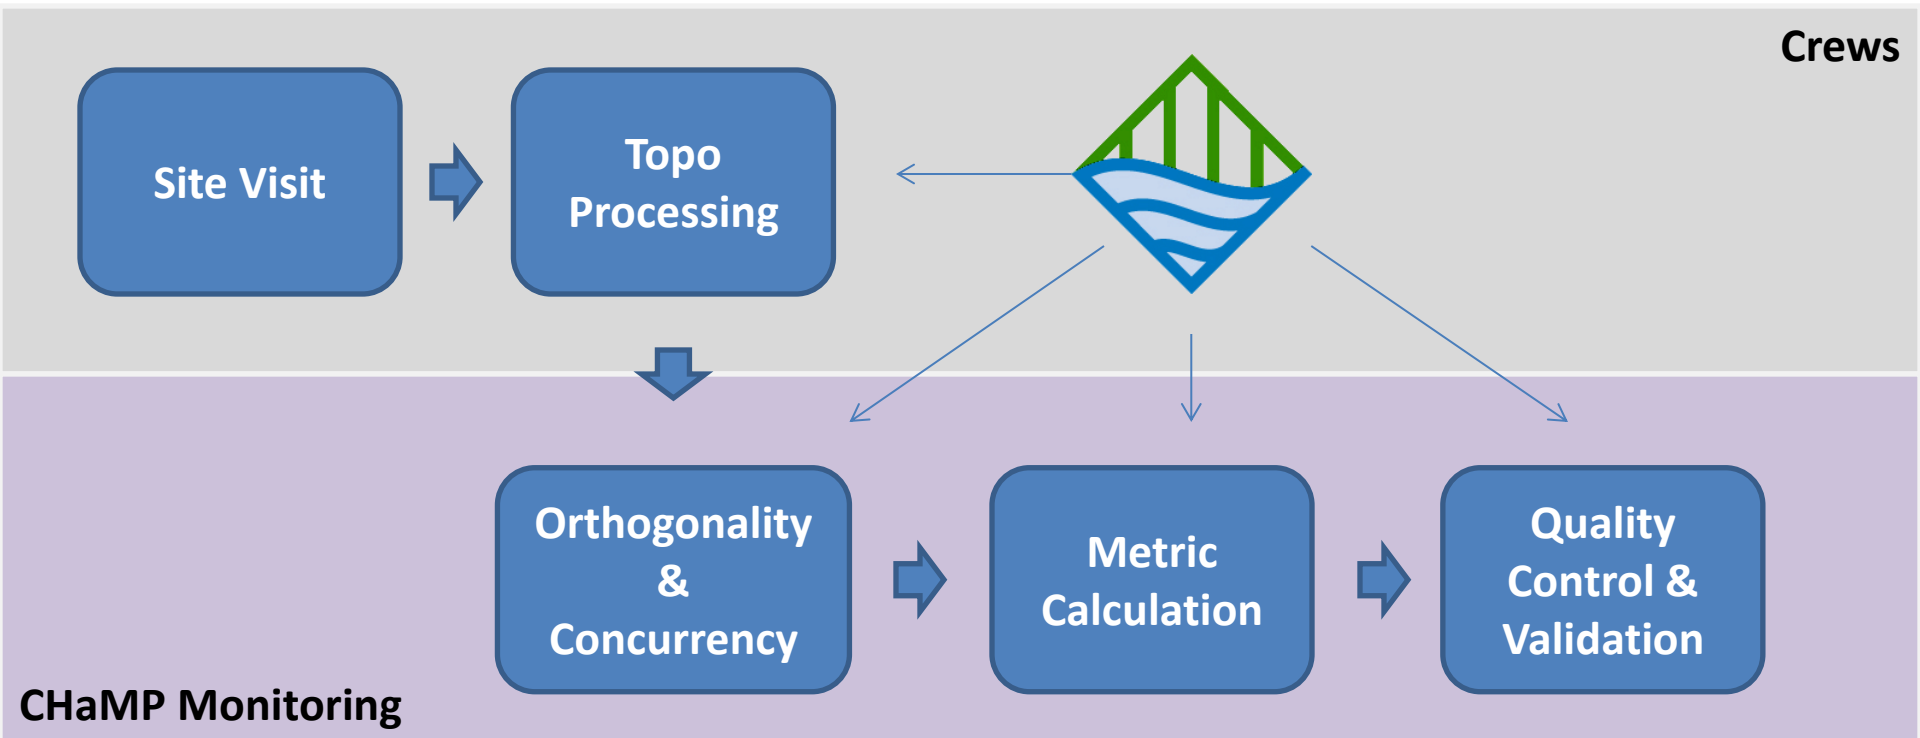 Crews
Site Visit
Topo
Processing
Orthogonality
&
Concurrency
Metric
Calculation
Quality
Control &
Validation
CHaMP Monitoring